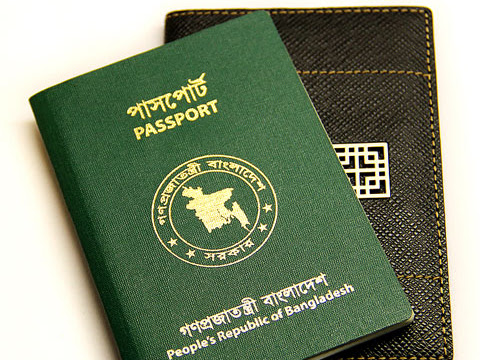 পাসপোর্ট
PASSPORT
গণপ্রজাতন্ত্রী বাংলাদেশ
সরকার
গণপ্রজাতন্ত্রী বাংলাদেশ
People's Republic of Bangladesh